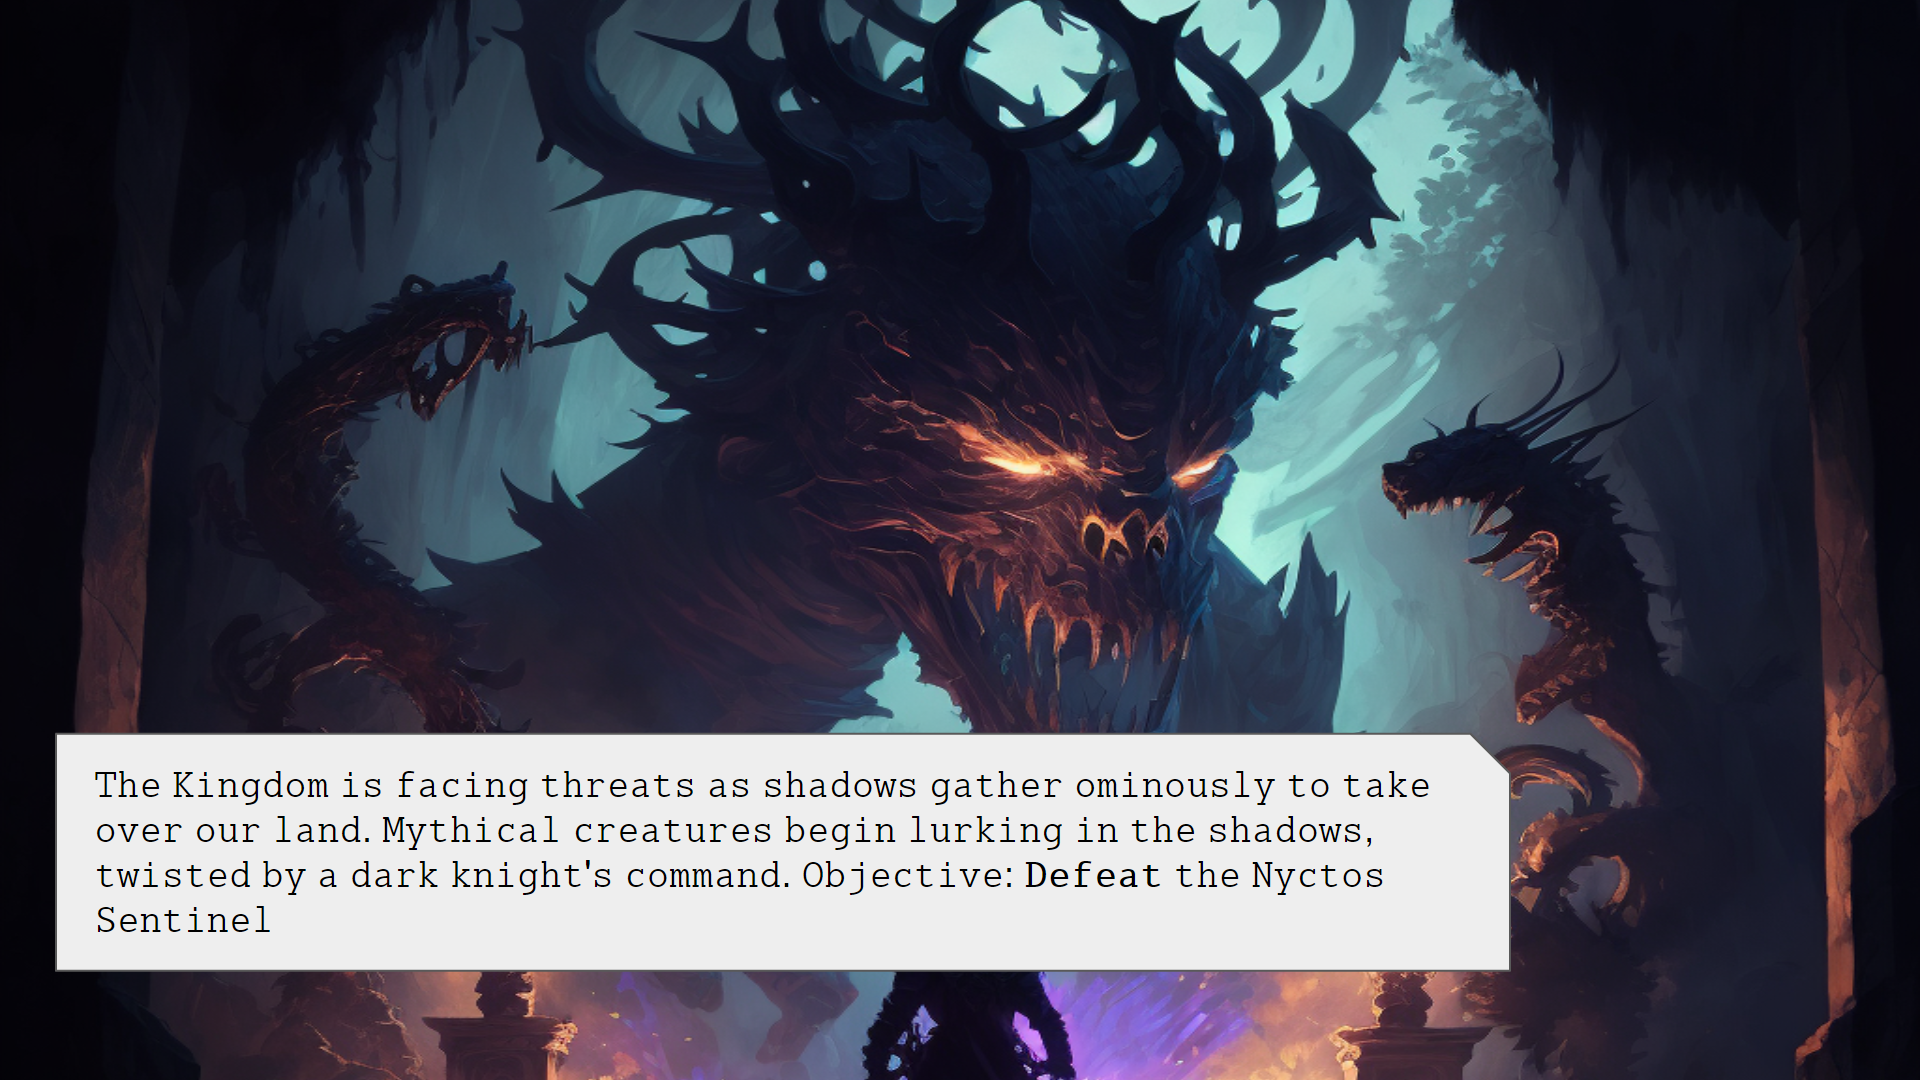 The Kingdom is facing threats as shadows gather ominously to take
over our land. Mythical creatures begin lurking in the shadows,
twisted by a dark knight's command. Objective: Defeat the Nyctos
Sentinel